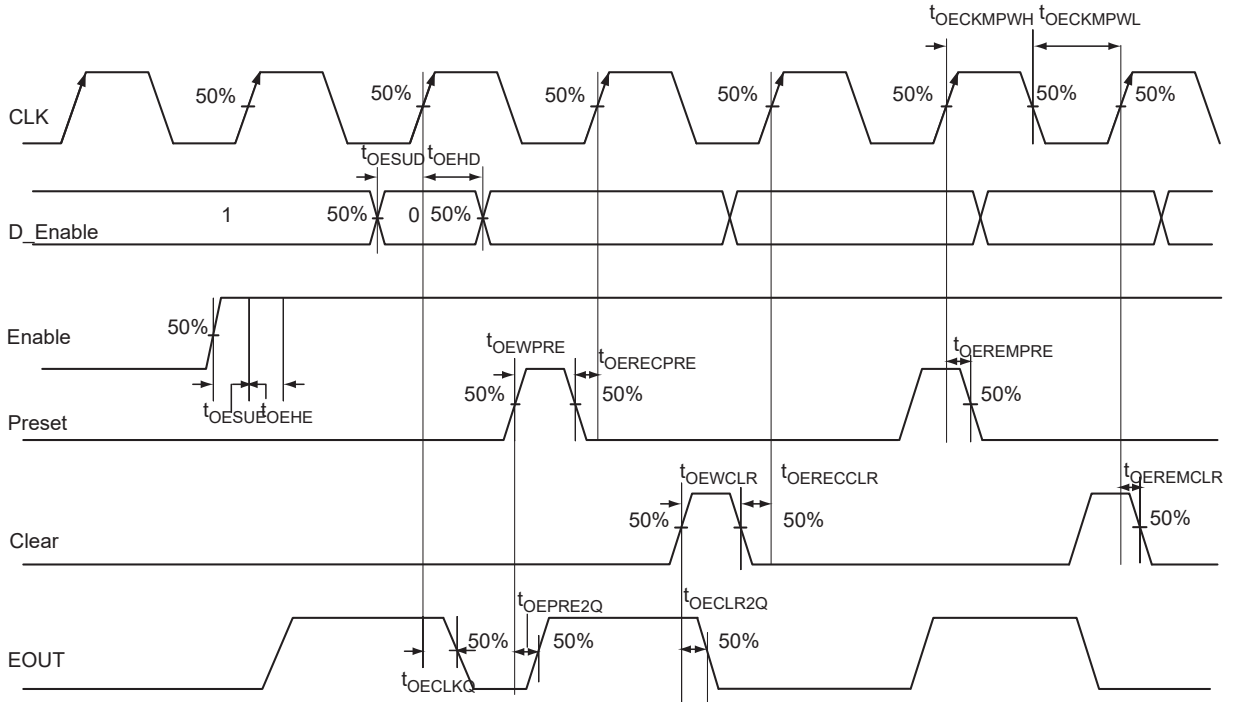 tOECKMPWH tOECKMPWL
CLK 50% 50% 50% 50% 50% 50% 50%
tOESUD tOEHD
D_Enable 1 50% 0 50%
Enable 50%
tOESUE tOEHE
tOEWPRE tOERECPRE tOEREMPRE
Preset 50% 50% 50%
tOEWCLR tOERECCLR tOEREMCLR
Clear 50% 50% 50%
tOEPRE2Q tOECLR2Q
EOUT 50% 50% 50%
tOECLKQ